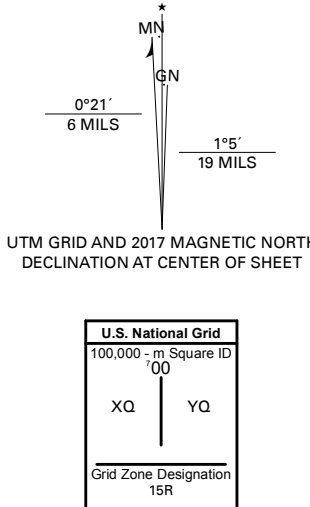 ★
MN
GN
0°21´
6 MILS
1°5´
19 MILS
UTM GRID AND 2017 MAGNETIC NORTH
DECLINATION AT CENTER OF SHEET
U.S. National Grid
100,000 - m Square ID
⁷00
XQ YQ
Grid Zone Designation
15R